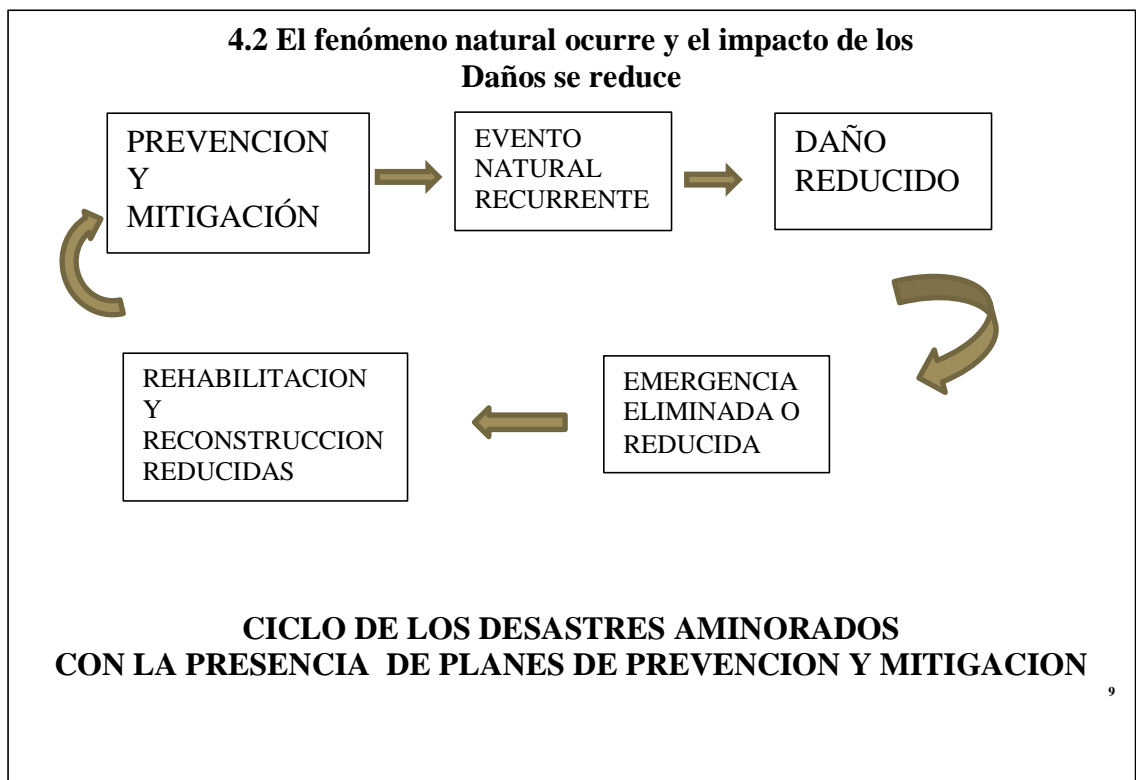 4.2 El fenómeno natural ocurre y el impacto de los
Daños se reduce
PREVENCION
Y
MITIGACIÓN
EVENTO
NATURAL
RECURRENTE
DAÑO
REDUCIDO
EMERGENCIA
ELIMINADA O
REDUCIDA
REHABILITACION
Y
RECONSTRUCCION
REDUCIDAS
CICLO DE LOS DESASTRES AMINORADOS
CON LA PRESENCIA DE PLANES DE PREVENCION Y MITIGACION
9